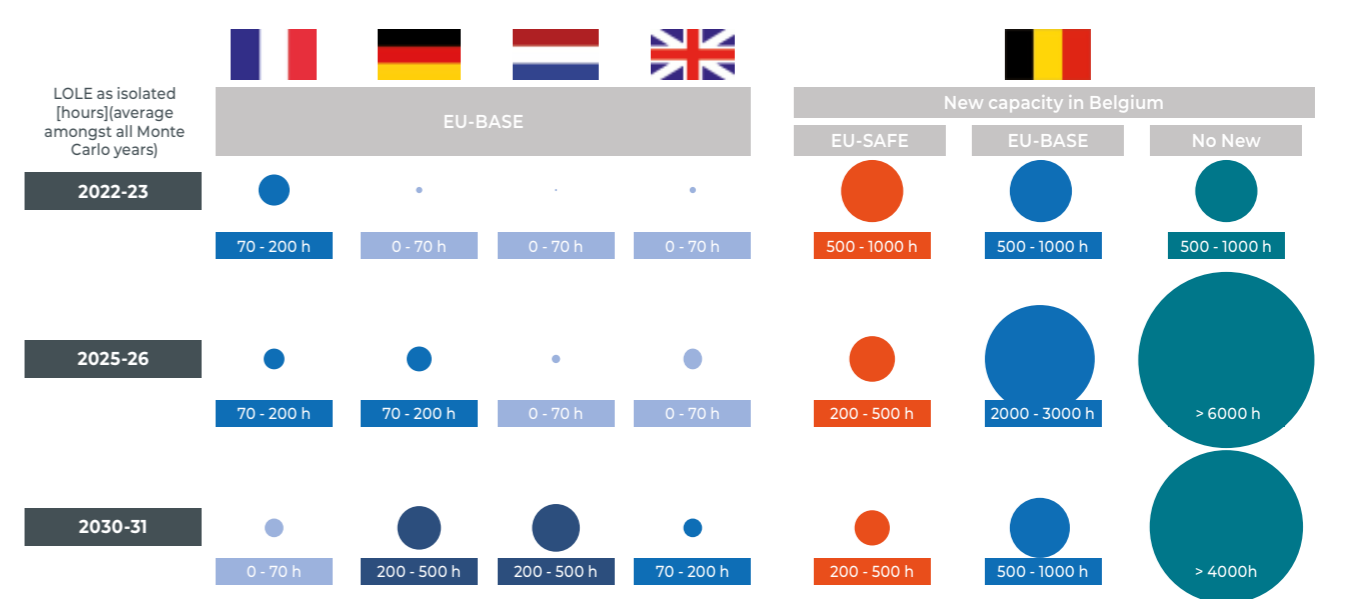 LOLE as isolated
[hours](average
amongst all Monte
Carlo years)
EU-BASE
New capacity in Belgium
EU-SAFE
EU-BASE
No New
2022-23
70 - 200 h
0 - 70 h
0 - 70 h
0 - 70 h
500 - 1000 h
500 - 1000 h
500 - 1000 h
2025-26
70 - 200 h
70 - 200 h
0 - 70 h
0 - 70 h
200 - 500 h
2000 - 3000 h
> 6000 h
2030-31
0 - 70 h
200 - 500 h
200 - 500 h
70 - 200 h
200 - 500 h
500 - 1000 h
> 4000h